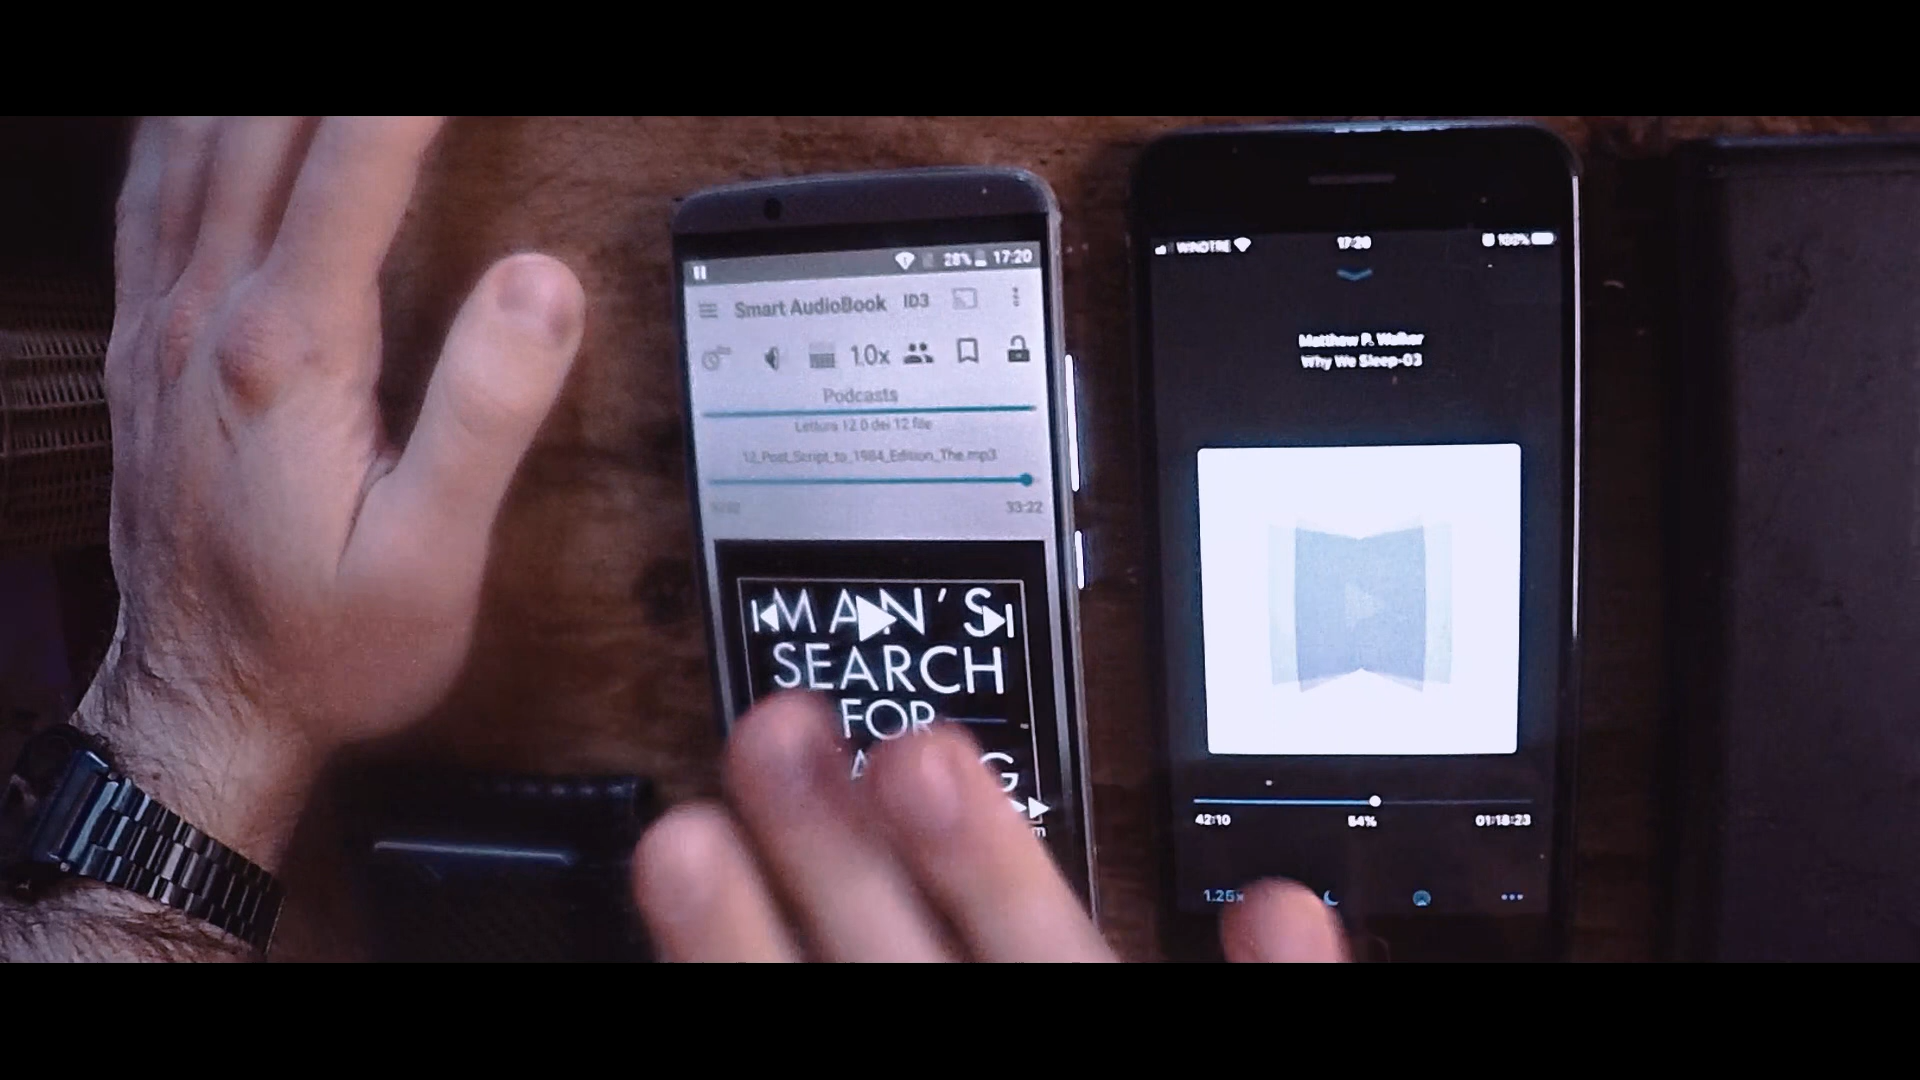 28% 17:20
Smart AudioBook ID3
1.0x
Podcasts
Lettura 12.0 dei 12 file
12_Post_Script_to_1984_Edition_The.mp3
33:22
MAN'S
SEARCH
FOR
G
m
WINDTRE 17:20 100%
Matthew P. Walker
Why We Sleep-03
42:10 54% 01:18:23
1.25x